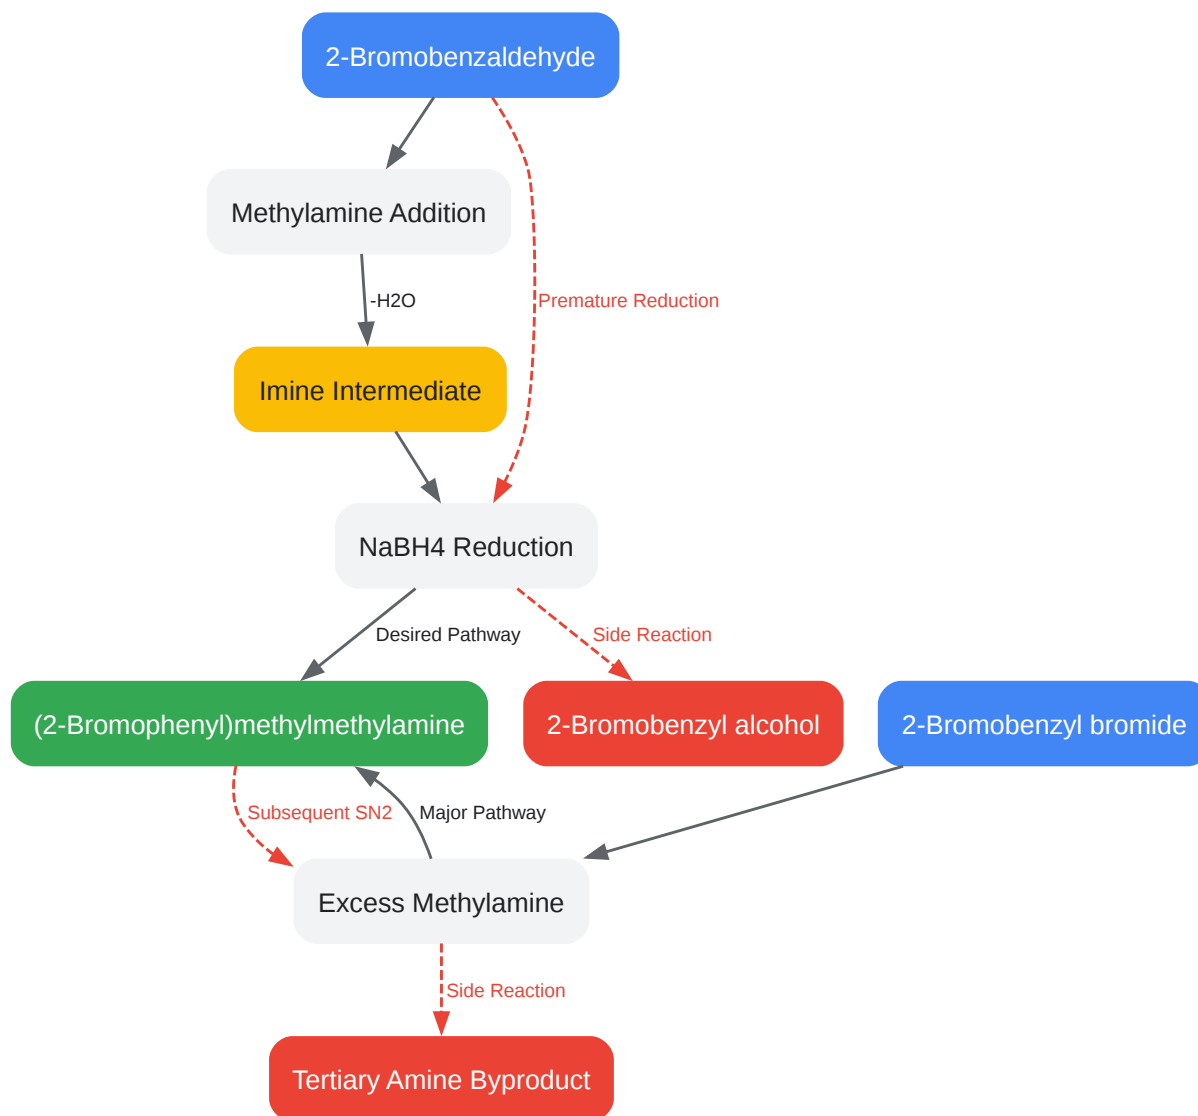 2-Bromobenzaldehyde
Methylamine Addition
-H2O
Premature Reduction
Imine Intermediate
NaBH4 Reduction
Desired Pathway
Side Reaction
(2-Bromophenyl)methylmethylamine
2-Bromobenzyl alcohol
2-Bromobenzyl bromide
Subsequent SN2
Major Pathway
Excess Methylamine
Side Reaction
Tertiary Amine Byproduct